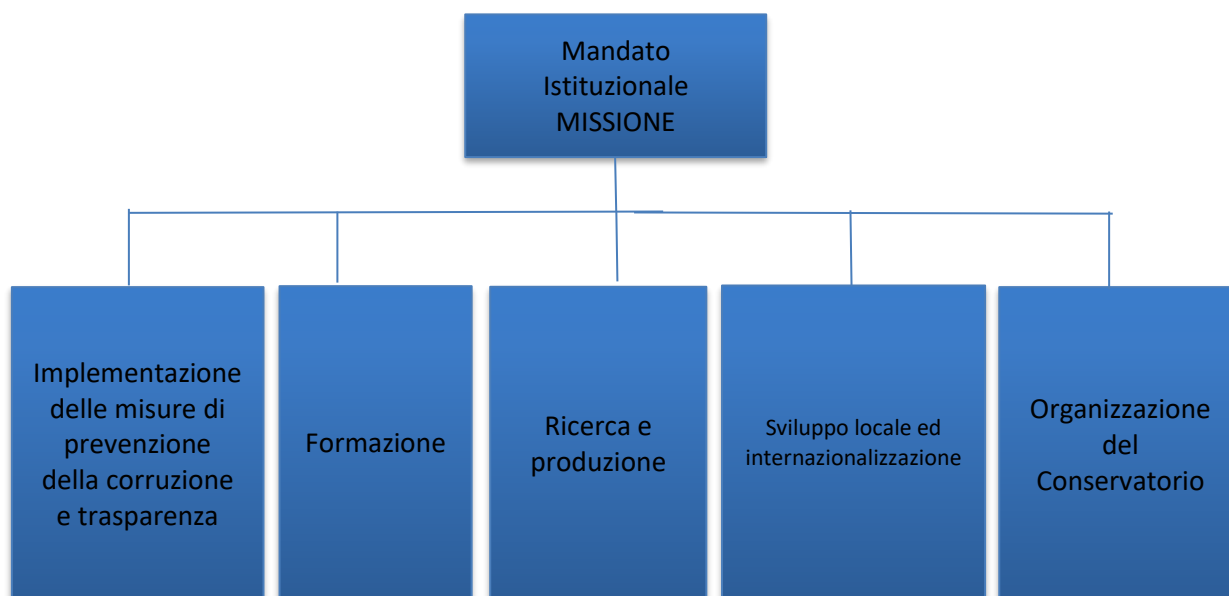 Mandato
Istituzionale
MISSIONE
Implementazione
delle misure di
prevenzione
della corruzione
e trasparenza
Formazione
Ricerca e
produzione
Sviluppo locale ed
internazionalizzazione
Organizzazione
del
Conservatorio